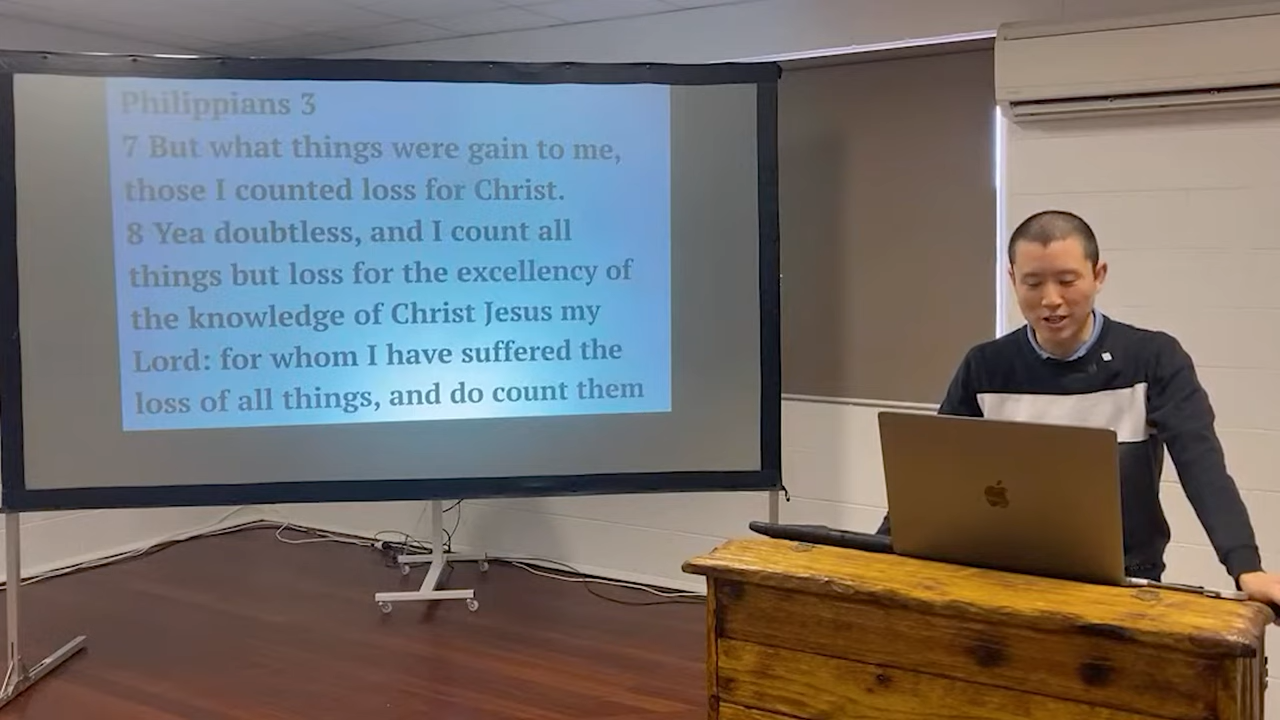 Philippians 3
7 But what things were gain to me,
those I counted loss for Christ.
8 Yea doubtless, and I count all
things but loss for the excellency of
the knowledge of Christ Jesus my
Lord: for whom I have suffered the
loss of all things, and do count them